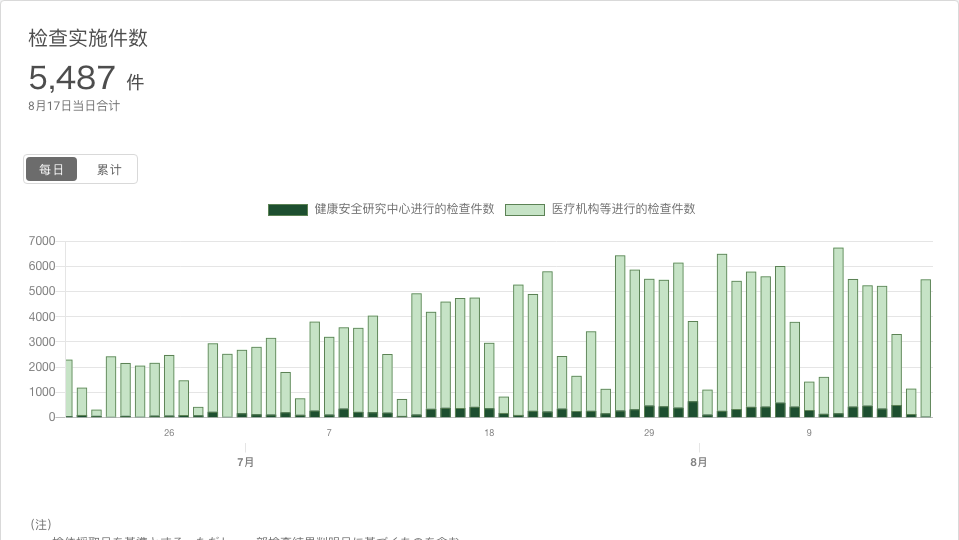 检查实施件数
5,487 件
8月17日当日合计
每日 累计
健康安全研究中心进行的检查件数 医疗机构等进行的检查件数
7000
6000
5000
4000
3000
2000
1000
0
26 7 18 29 9
7月 8月
(注)